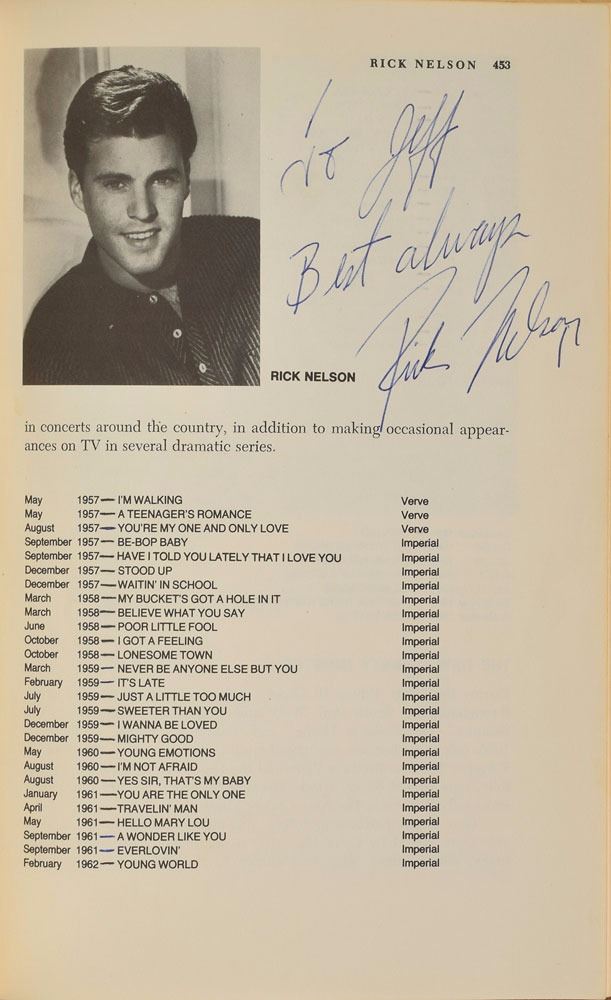 RICK NELSON 453
To Jeff
Best always
Rick Nelson
RICK NELSON
in concerts around the country, in addition to making occasional appear-
ances on TV in several dramatic series.
May 1957— I'M WALKING Verve
May 1957— A TEENAGER'S ROMANCE Verve
August 1957— YOU'RE MY ONE AND ONLY LOVE Verve
September 1957— BE-BOP BABY Imperial
September 1957— HAVE I TOLD YOU LATELY THAT I LOVE YOU Imperial
December 1957— STOOD UP Imperial
December 1957— WAITIN' IN SCHOOL Imperial
March 1958— MY BUCKET'S GOT A HOLE IN IT Imperial
March 1958— BELIEVE WHAT YOU SAY Imperial
June 1958— POOR LITTLE FOOL Imperial
October 1958— I GOT A FEELING Imperial
October 1958— LONESOME TOWN Imperial
March 1959— NEVER BE ANYONE ELSE BUT YOU Imperial
February 1959— IT'S LATE Imperial
July 1959— JUST A LITTLE TOO MUCH Imperial
July 1959— SWEETER THAN YOU Imperial
December 1959— I WANNA BE LOVED Imperial
December 1959— MIGHTY GOOD Imperial
May 1960— YOUNG EMOTIONS Imperial
August 1960— I'M NOT AFRAID Imperial
August 1960— YES SIR, THAT'S MY BABY Imperial
January 1961— YOU ARE THE ONLY ONE Imperial
April 1961— TRAVELIN' MAN Imperial
May 1961— HELLO MARY LOU Imperial
September 1961— A WONDER LIKE YOU Imperial
September 1961— EVERLOVIN' Imperial
February 1962— YOUNG WORLD Imperial